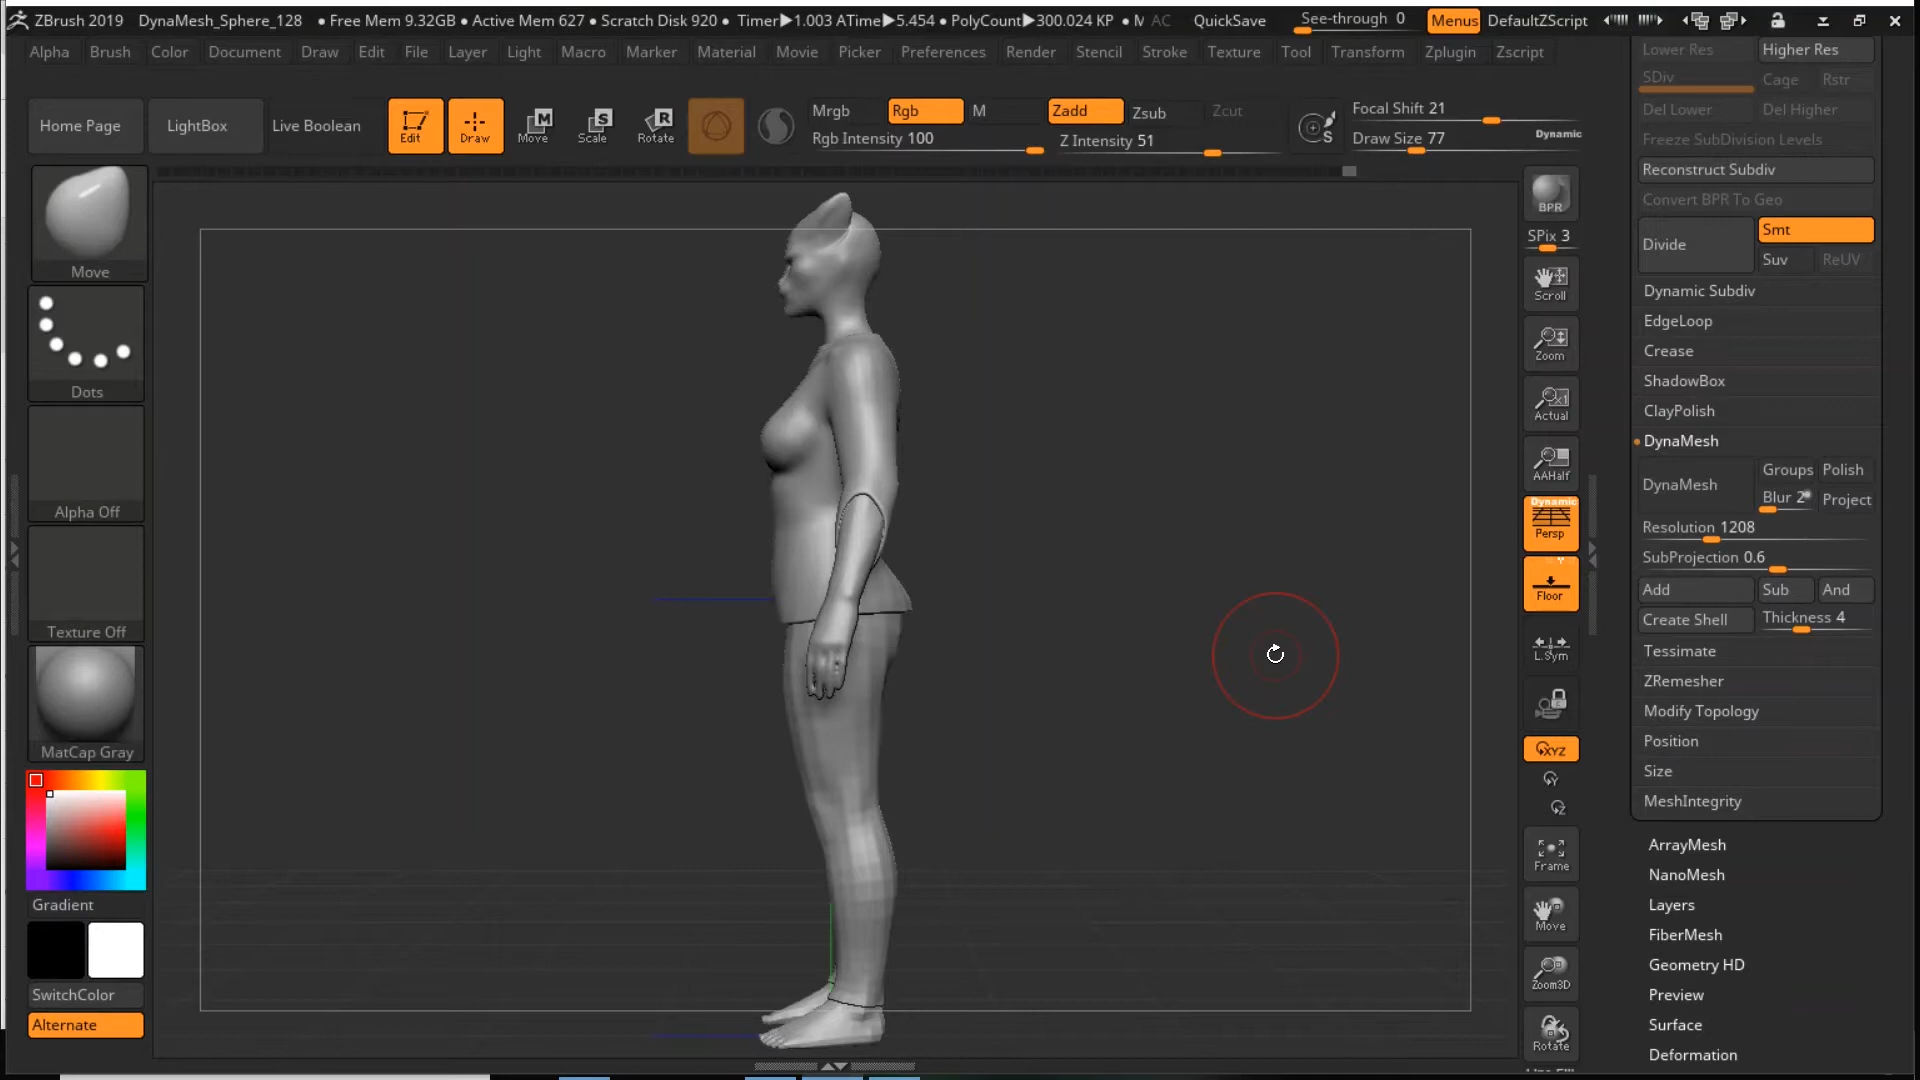 ZBrush 2019 DynaMesh_Sphere_128 • Free Mem 9.32GB • Active Mem 627 • Scratch Disk 920 • Timer▶1.003 ATime▶5.454 • PolyCount▶300.024 KP • M AC QuickSave See-through 0 Menus DefaultZScript
Alpha Brush Color Document Draw Edit File Layer Light Macro Marker Material Movie Picker Preferences Render Stencil Stroke Texture Tool Transform Zplugin Zscript
Home Page LightBox Live Boolean Edit Draw Move Scale Rotate
M S R
Mrgb Rgb M Zadd Zsub Zcut
Rgb Intensity 100 Z Intensity 51
S
Focal Shift 21
Draw Size 77 Dynamic
Move
Dots
Alpha Off
Texture Off
MatCap Gray
Gradient
SwitchColor
Alternate
BPR
SPix 3
Scroll
Zoom
Actual
AAHalf
Dynamic
Persp
Floor
L.Sym
XYZ
Y
Z
Frame
Move
Zoom3D
Rotate
Lower Res Higher Res
SDiv Cage Rstr
Del Lower Del Higher
Freeze SubDivision Levels
Reconstruct Subdiv
Convert BPR To Geo
Divide Smt
Suv ReUV
Dynamic Subdiv
EdgeLoop
Crease
ShadowBox
ClayPolish
DynaMesh
DynaMesh Groups Polish
Blur 2 Project
Resolution 1208
SubProjection 0.6
Add Sub And
Create Shell Thickness 4
Tessimate
ZRemesher
Modify Topology
Position
Size
MeshIntegrity
ArrayMesh
NanoMesh
Layers
FiberMesh
Geometry HD
Preview
Surface
Deformation